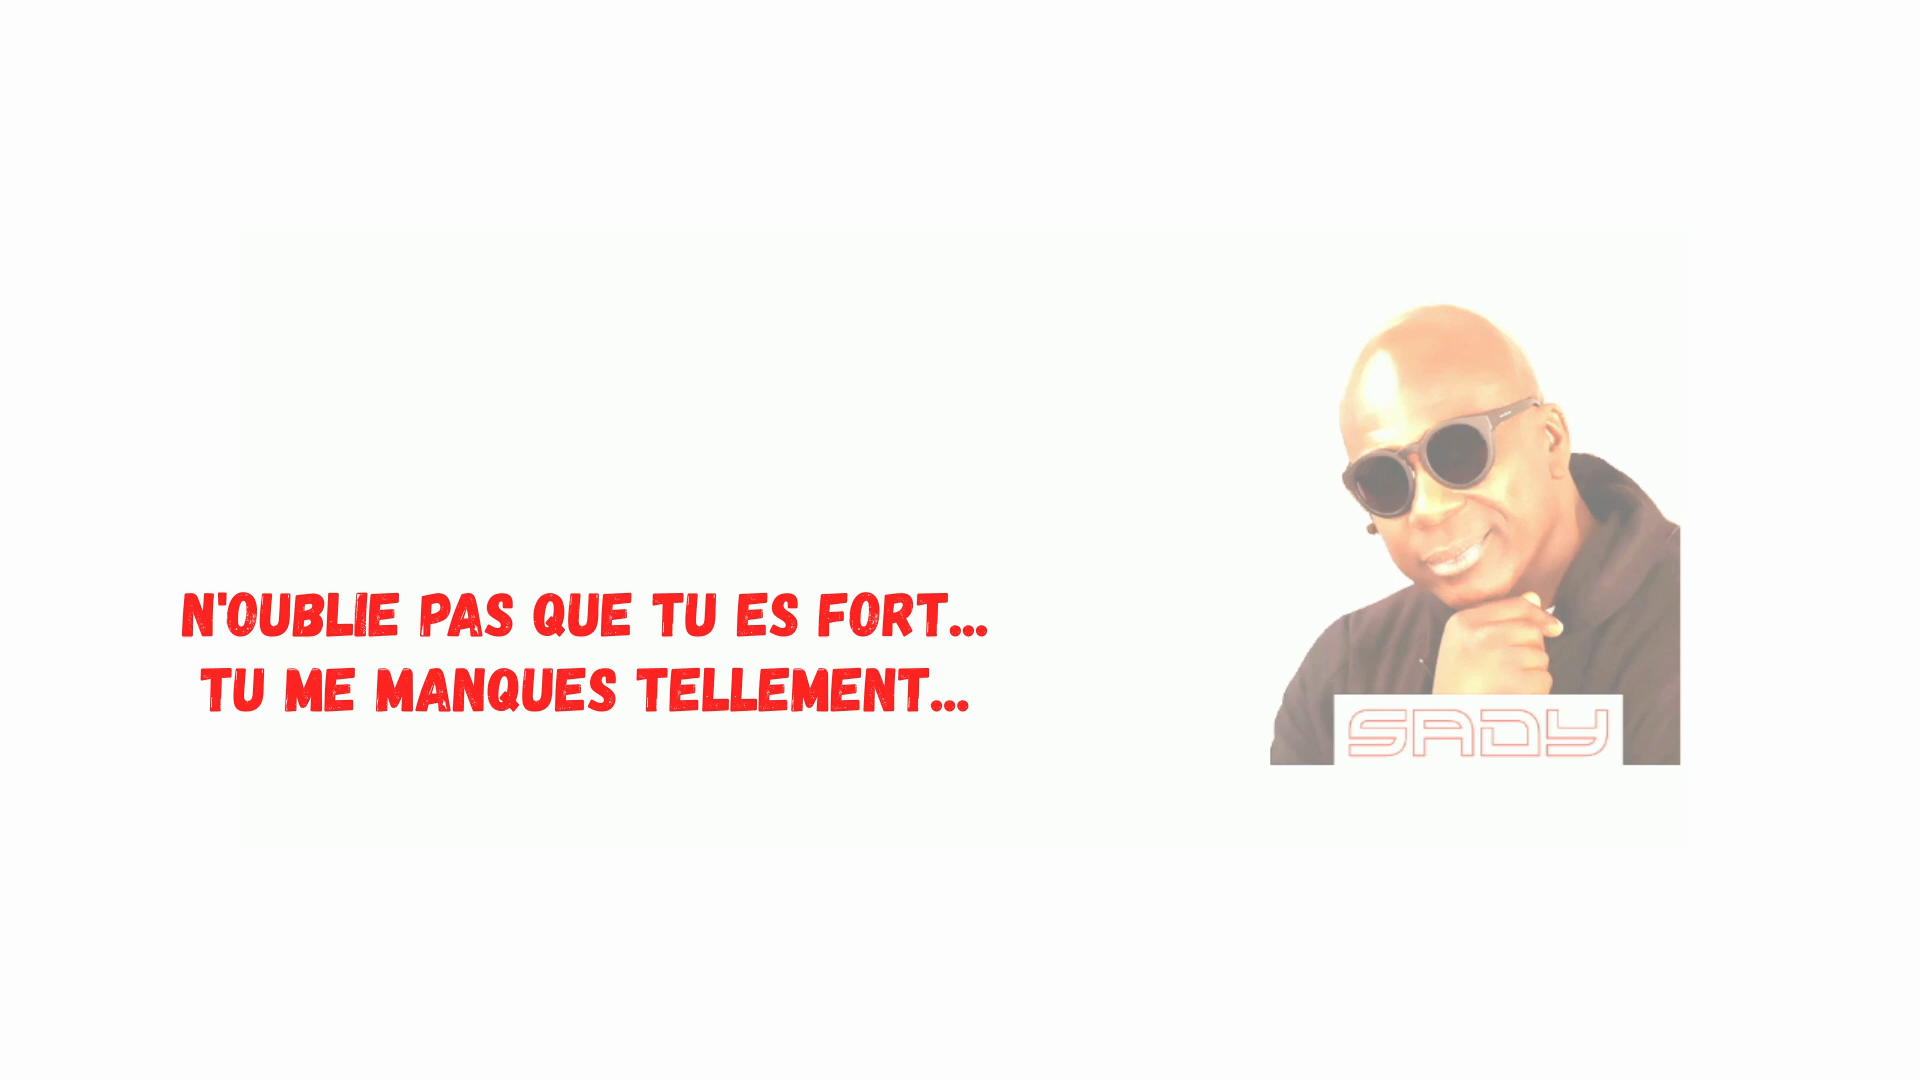 N'OUBLIE PAS QUE TU ES FORT...
TU ME MANQUES TELLEMENT...
SADY